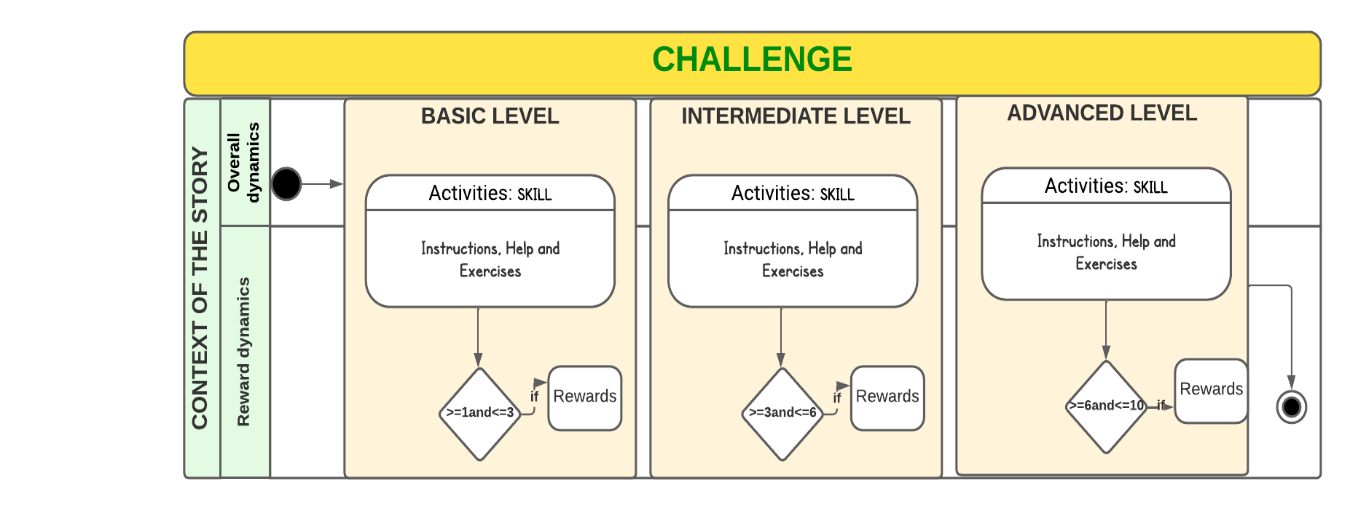 CHALLENGE
CONTEXT OF THE STORY
Overall
dynamics
Reward dynamics
BASIC LEVEL
Activities: SKILL
Instructions, Help and
Exercises
>=1and<=3
if
Rewards
INTERMEDIATE LEVEL
Activities: SKILL
Instructions, Help and
Exercises
>=3and<=6
if
Rewards
ADVANCED LEVEL
Activities: SKILL
Instructions, Help and
Exercises
>=6and<=10
if
Rewards